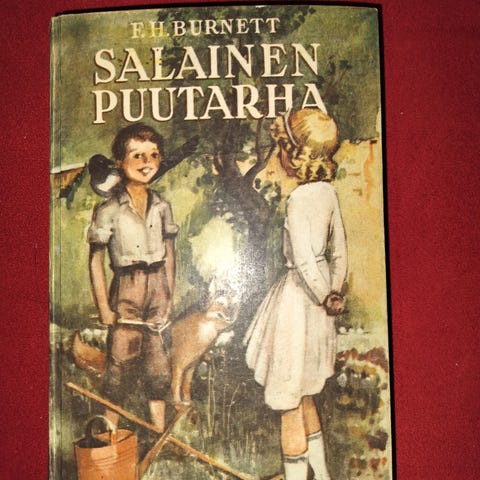 F. H. BURNETT
SALAINEN
PUUTARHA